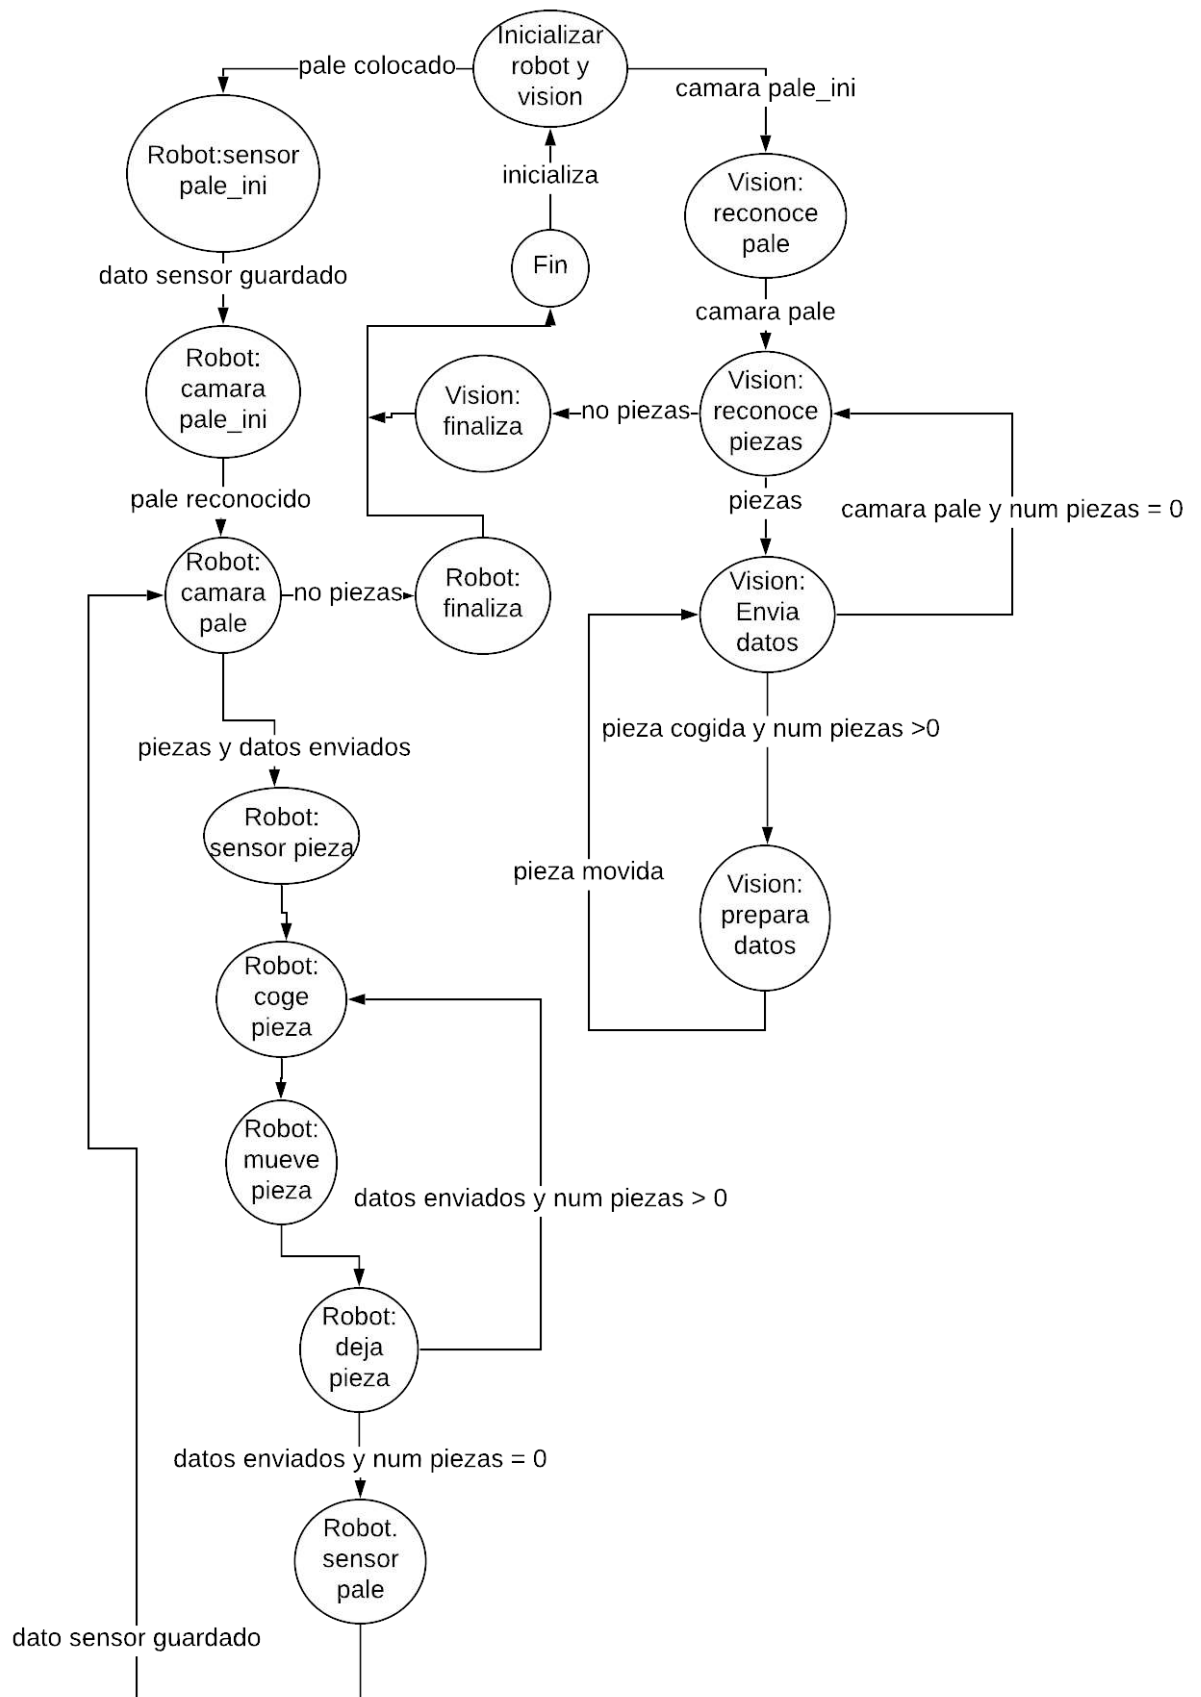 Inicializar
robot y
vision
pale colocado
camara pale_ini
Robot:sensor
pale_ini
Vision:
reconoce
pale
inicializa
Fin
dato sensor guardado
camara pale
Robot:
camara
pale_ini
Vision:
finaliza
no piezas
Vision:
reconoce
piezas
pale reconocido
piezas
camara pale y num piezas = 0
Robot:
camara
pale
no piezas
Robot:
finaliza
Vision:
Envia
datos
piezas y datos enviados
pieza cogida y num piezas >0
Robot:
sensor pieza
pieza movida
Vision:
prepara
datos
Robot:
coge
pieza
Robot:
mueve
pieza
datos enviados y num piezas > 0
Robot:
deja
pieza
datos enviados y num piezas = 0
Robot.
sensor
pale
dato sensor guardado